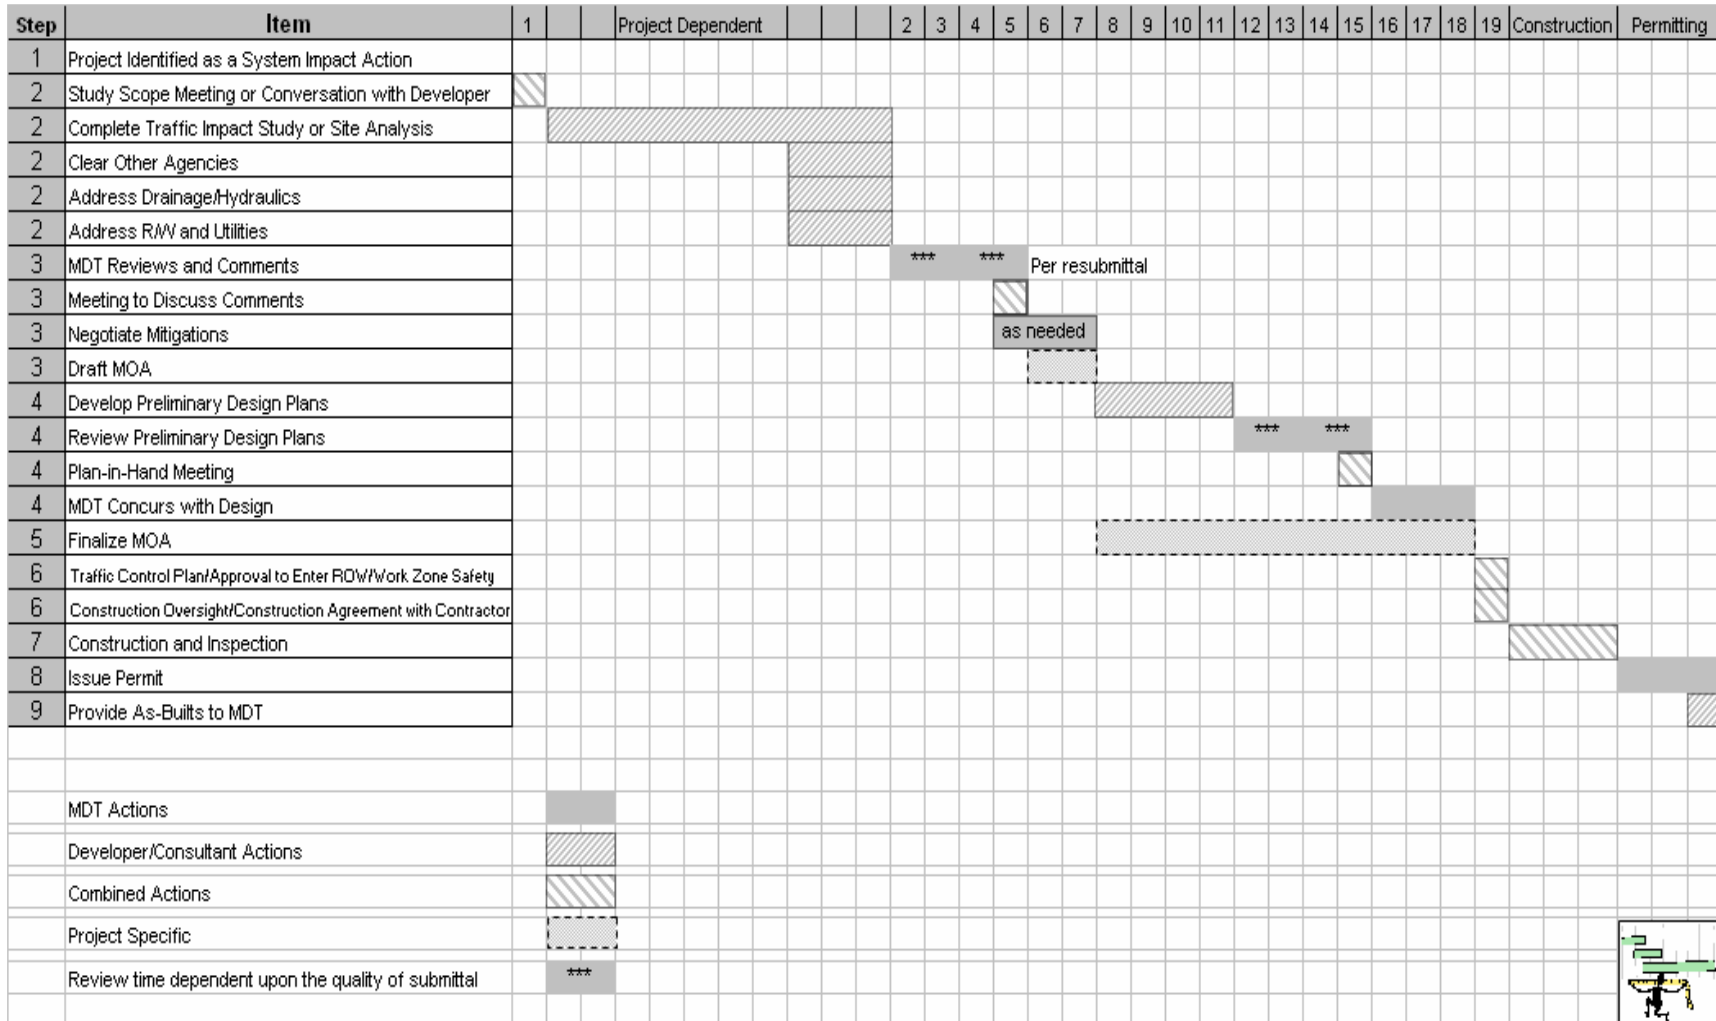 Step Item 1 Project Dependent 2 3 4 5 6 7 8 9 10 11 12 13 14 15 16 17 18 19 Construction Permitting
1 Project Identified as a System Impact Action
2 Study Scope Meeting or Conversation with Developer
2 Complete Traffic Impact Study or Site Analysis
2 Clear Other Agencies
2 Address Drainage/Hydraulics
2 Address R/W and Utilities
3 MDT Reviews and Comments *** *** Per resubmittal
3 Meeting to Discuss Comments
3 Negotiate Mitigations as needed
3 Draft MOA
4 Develop Preliminary Design Plans
4 Review Preliminary Design Plans *** ***
4 Plan-in-Hand Meeting
4 MDT Concurs with Design
5 Finalize MOA
6 Traffic Control Plan/Approval to Enter ROW/Work Zone Safety
6 Construction Oversight/Construction Agreement with Contractor
7 Construction and Inspection
8 Issue Permit
9 Provide As-Builts to MDT
MDT Actions
Developer/Consultant Actions
Combined Actions
Project Specific
Review time dependent upon the quality of submittal ***